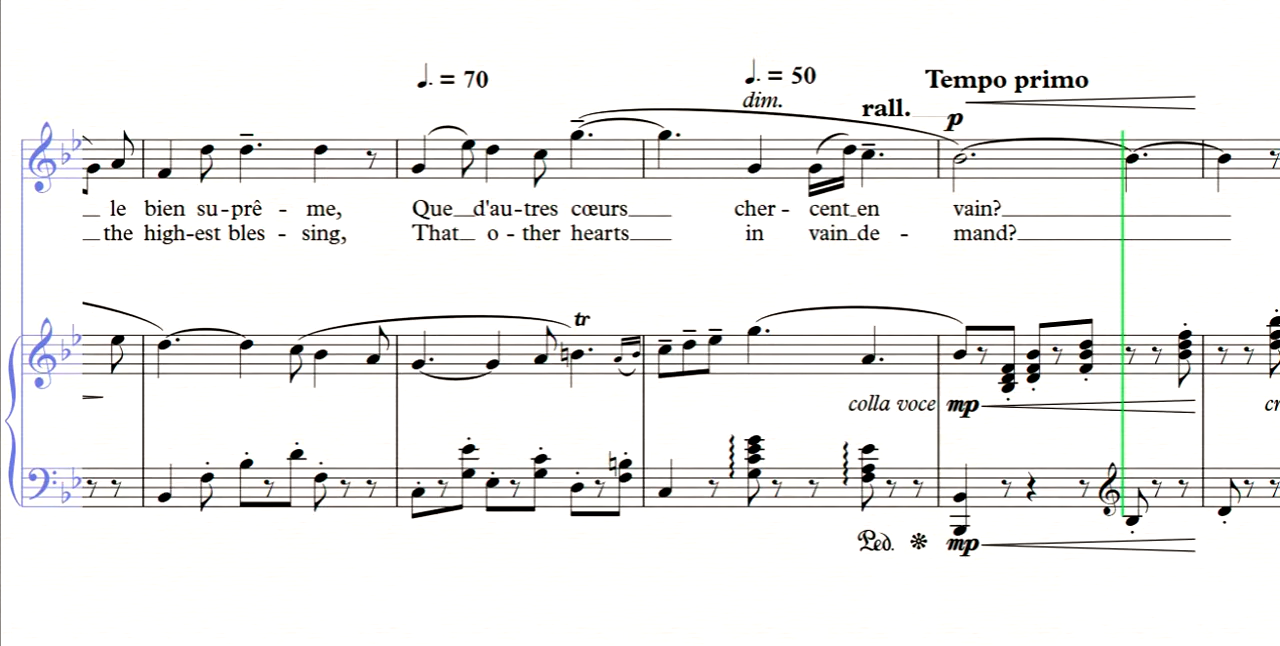 ♩. = 70
♩. = 50
Tempo primo
dim.
rall.
p
le bien su-prê - me, Que d'au-tres cœurs cher - cent en vain?
the high-est bles - sing, That o - ther hearts in vain de - mand?
tr
colla voce mp cr
Ped. mp